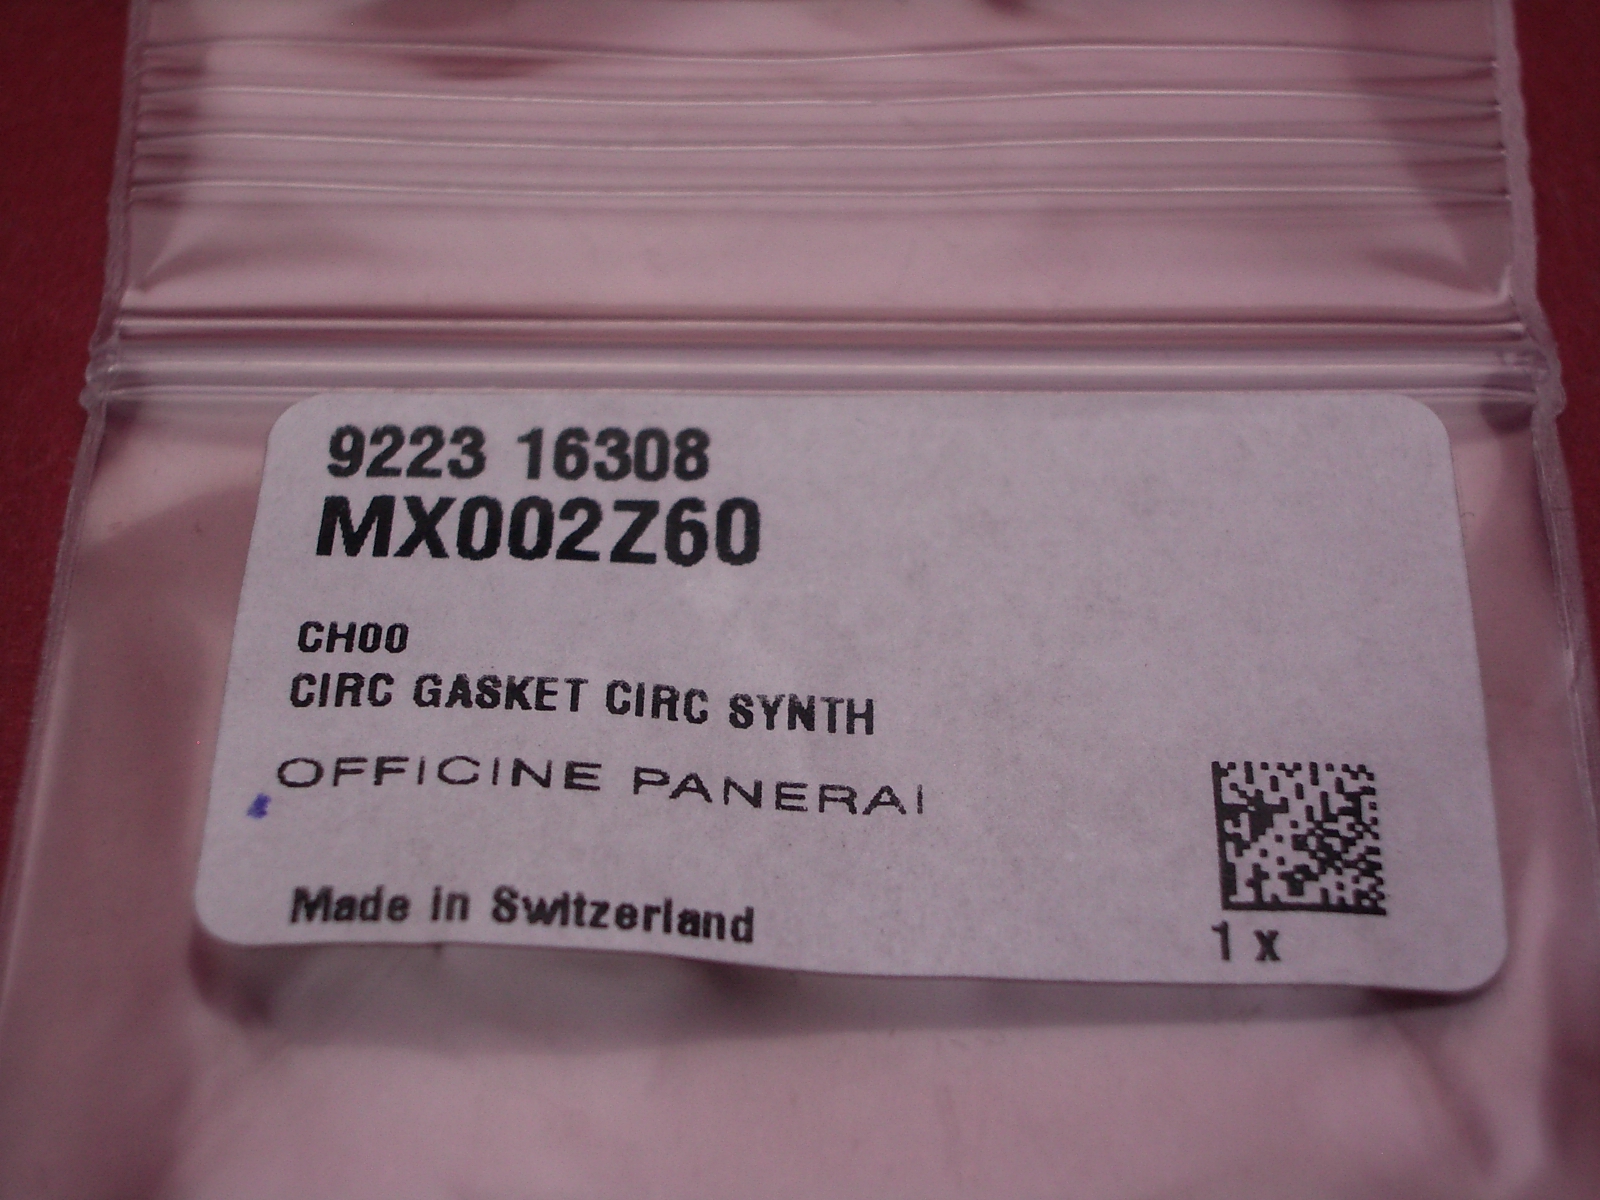 9223 16308
MX002Z60
CH00
CIRC GASKET CIRC SYNTH
OFFICINE PANERAI
Made in Switzerland
1 x